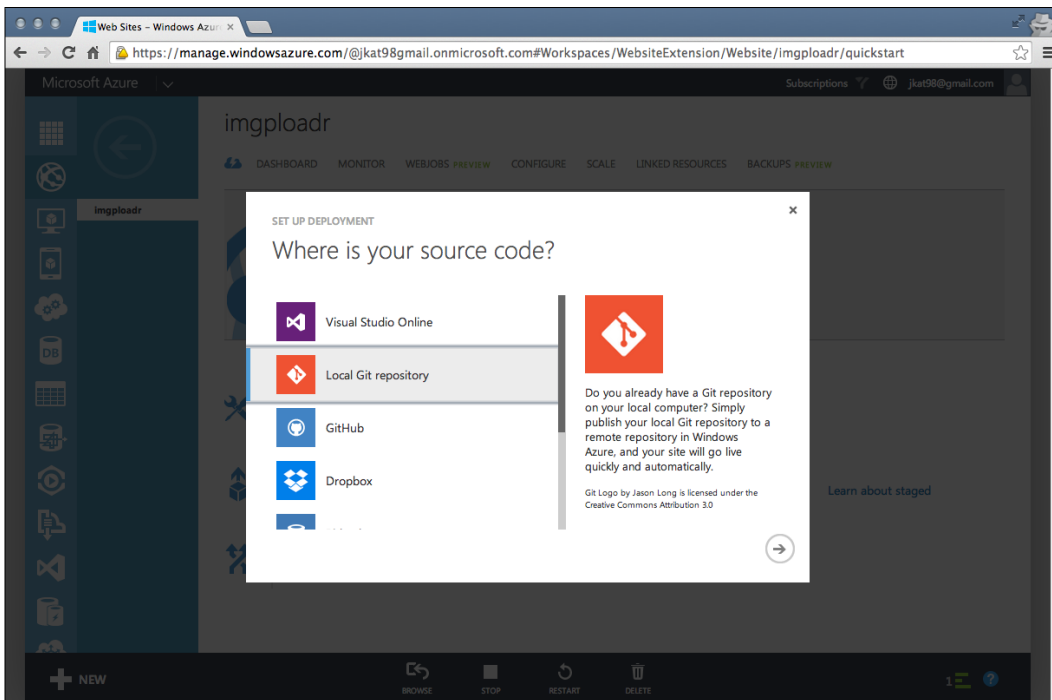 Web Sites - Windows Azur
https://manage.windowsazure.com/@jkat98gmail.onmicrosoft.com#Workspaces/WebsiteExtension/Website/imgploadr/quickstart
Microsoft Azure
Subscriptions
jkat98@gmail.com
imgploadr
DASHBOARD MONITOR WEBJOBS PREVIEW CONFIGURE SCALE LINKED RESOURCES BACKUPS PREVIEW
imgploadr
SET UP DEPLOYMENT
Where is your source code?
Visual Studio Online
Local Git repository
GitHub
Dropbox
Do you already have a Git repository
on your local computer? Simply
publish your local Git repository to a
remote repository in Windows
Azure, and your site will go live
quickly and automatically.
Git Logo by Jason Long is licensed under the
Creative Commons Attribution 3.0
Learn about staged
DB
NEW
BROWSE
STOP
RESTART
DELETE
1
?